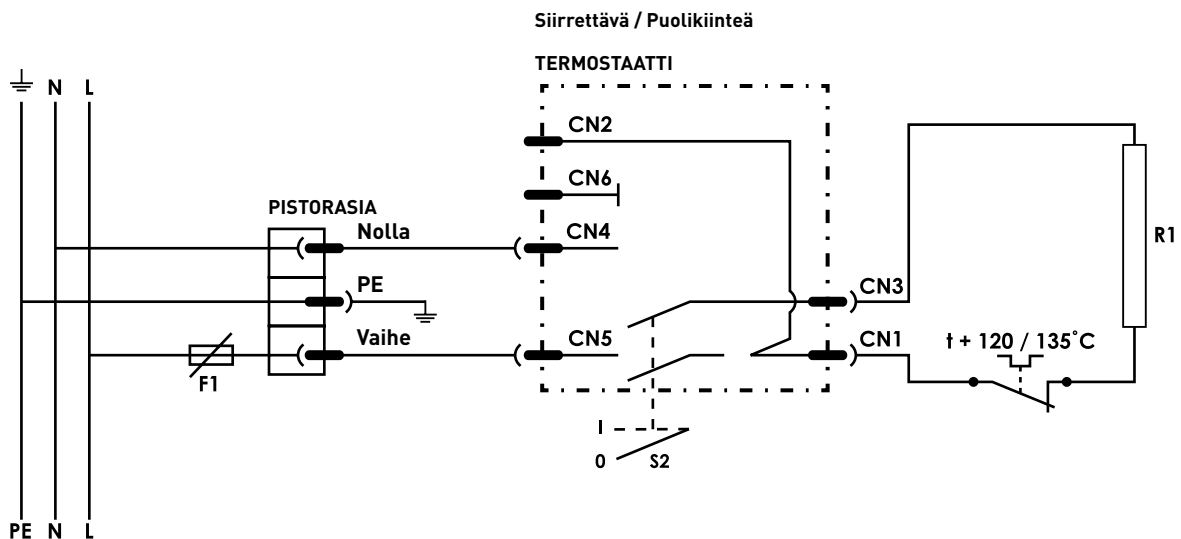 Siirrettävä / Puolikiinteä
TERMOSTAATTI
N L
CN2
CN6
PISTORASIA
Nolla
CN4
R1
PE
CN3
Vaihe
CN5
CN1
t + 120 / 135°C
F1
I
0 S2
PE N L